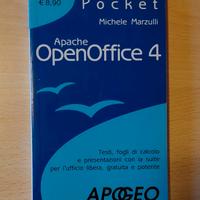 € 8,90
Pocket
Michele Marzulli
Apache
OpenOffice 4
Testi, fogli di calcolo
e presentazioni con la suite
per l'ufficio libera, gratuita e potente
APOGEO